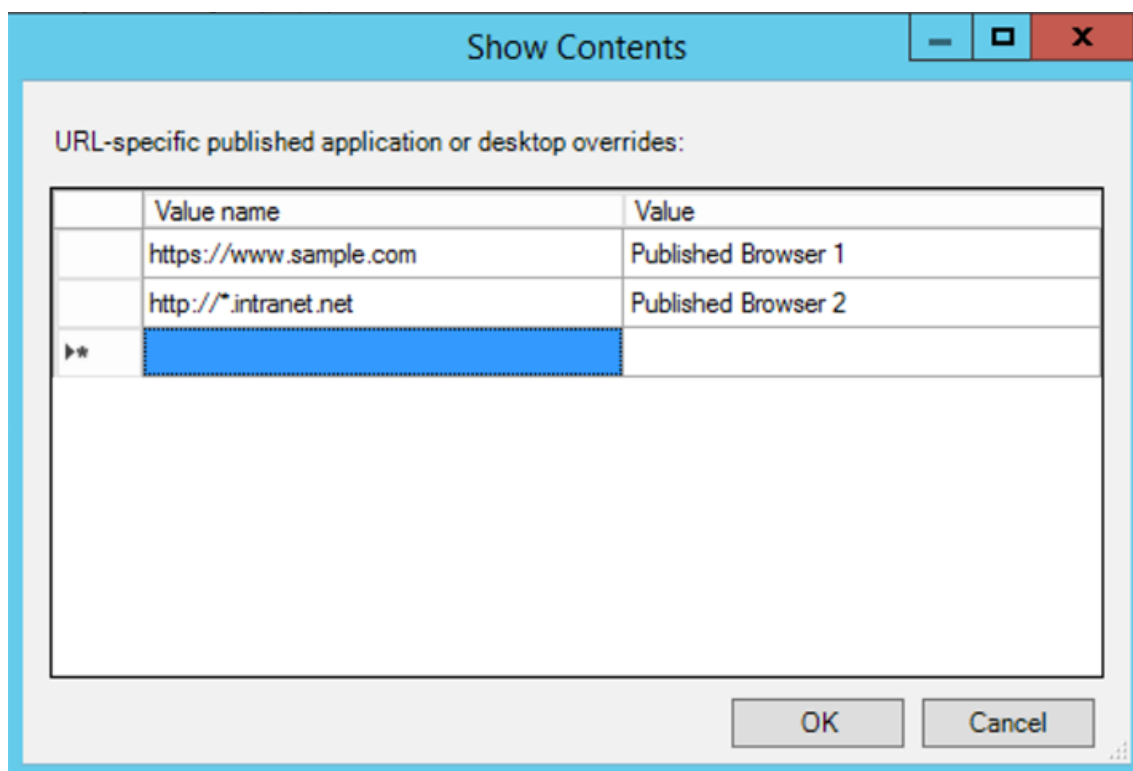 Show Contents
URL-specific published application or desktop overrides:
Value name Value
https://www.sample.com Published Browser 1
http://*.intranet.net Published Browser 2
OK Cancel